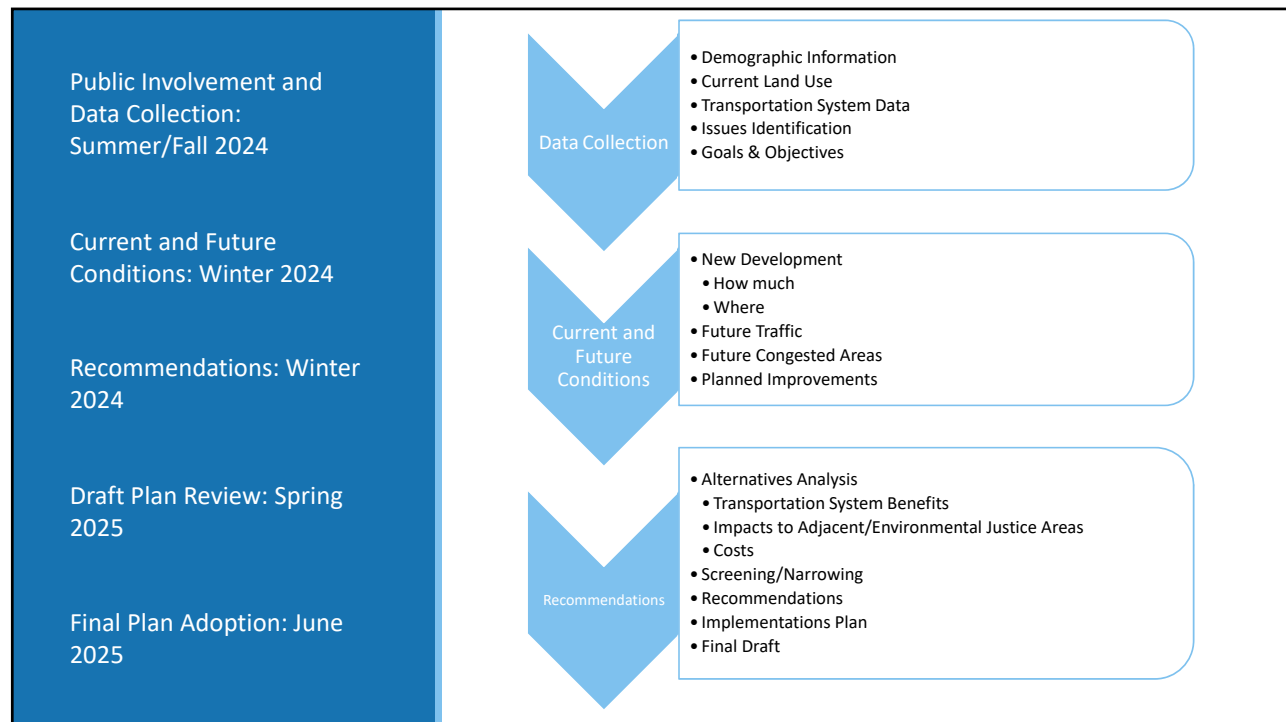 Public Involvement and
Data Collection:
Summer/Fall 2024
Current and Future
Conditions: Winter 2024
Recommendations: Winter
2024
Draft Plan Review: Spring
2025
Final Plan Adoption: June
2025
Data Collection
• Demographic Information
• Current Land Use
• Transportation System Data
• Issues Identification
• Goals & Objectives
Current and
Future
Conditions
• New Development
• How much
• Where
• Future Traffic
• Future Congested Areas
• Planned Improvements
Recommendations
• Alternatives Analysis
• Transportation System Benefits
• Impacts to Adjacent/Environmental Justice Areas
• Costs
• Screening/Narrowing
• Recommendations
• Implementations Plan
• Final Draft